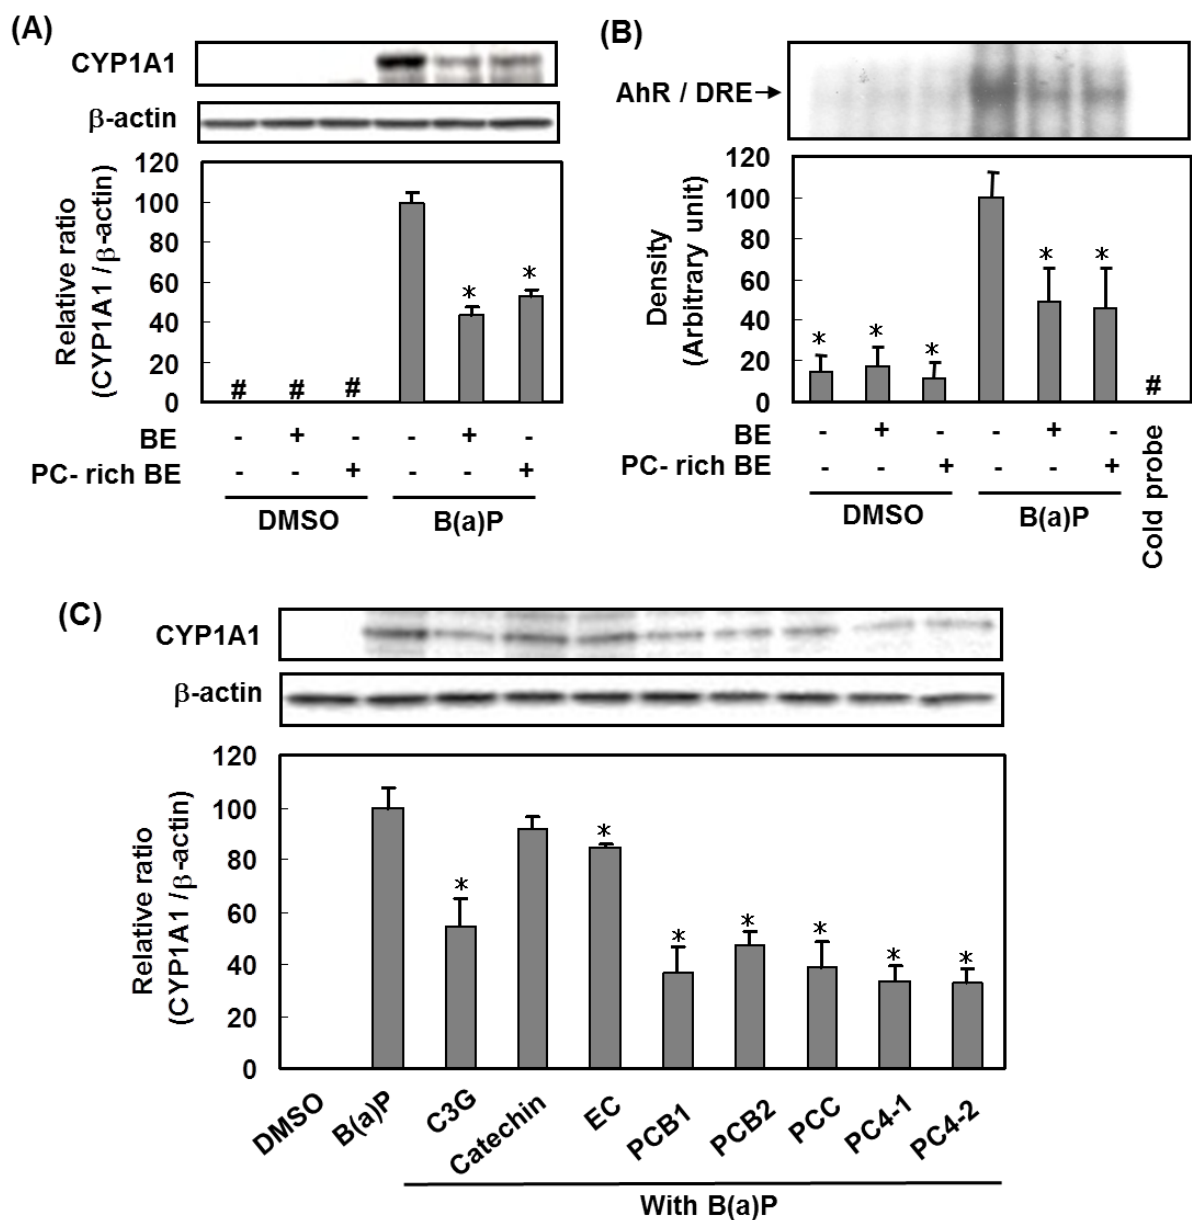 (A)
CYP1A1
β-actin
Relative ratio
(CYP1A1 /β-actin)
120
100
80
60
40
20
0
# # # * *
BE - + - - + -
PC- rich BE - - + - - +
DMSO B(a)P
(B)
AhR / DRE
Density
(Arbitrary unit)
120
100
80
60
40
20
0
* * * * * #
BE - + - - + -
PC- rich BE - - + - - +
DMSO B(a)P
Cold probe
(C)
CYP1A1
β-actin
Relative ratio
(CYP1A1 /β-actin)
120
100
80
60
40
20
0
* * * * * * *
DMSO B(a)P C3G Catechin EC PCB1 PCB2 PCC PC4-1 PC4-2
With B(a)P